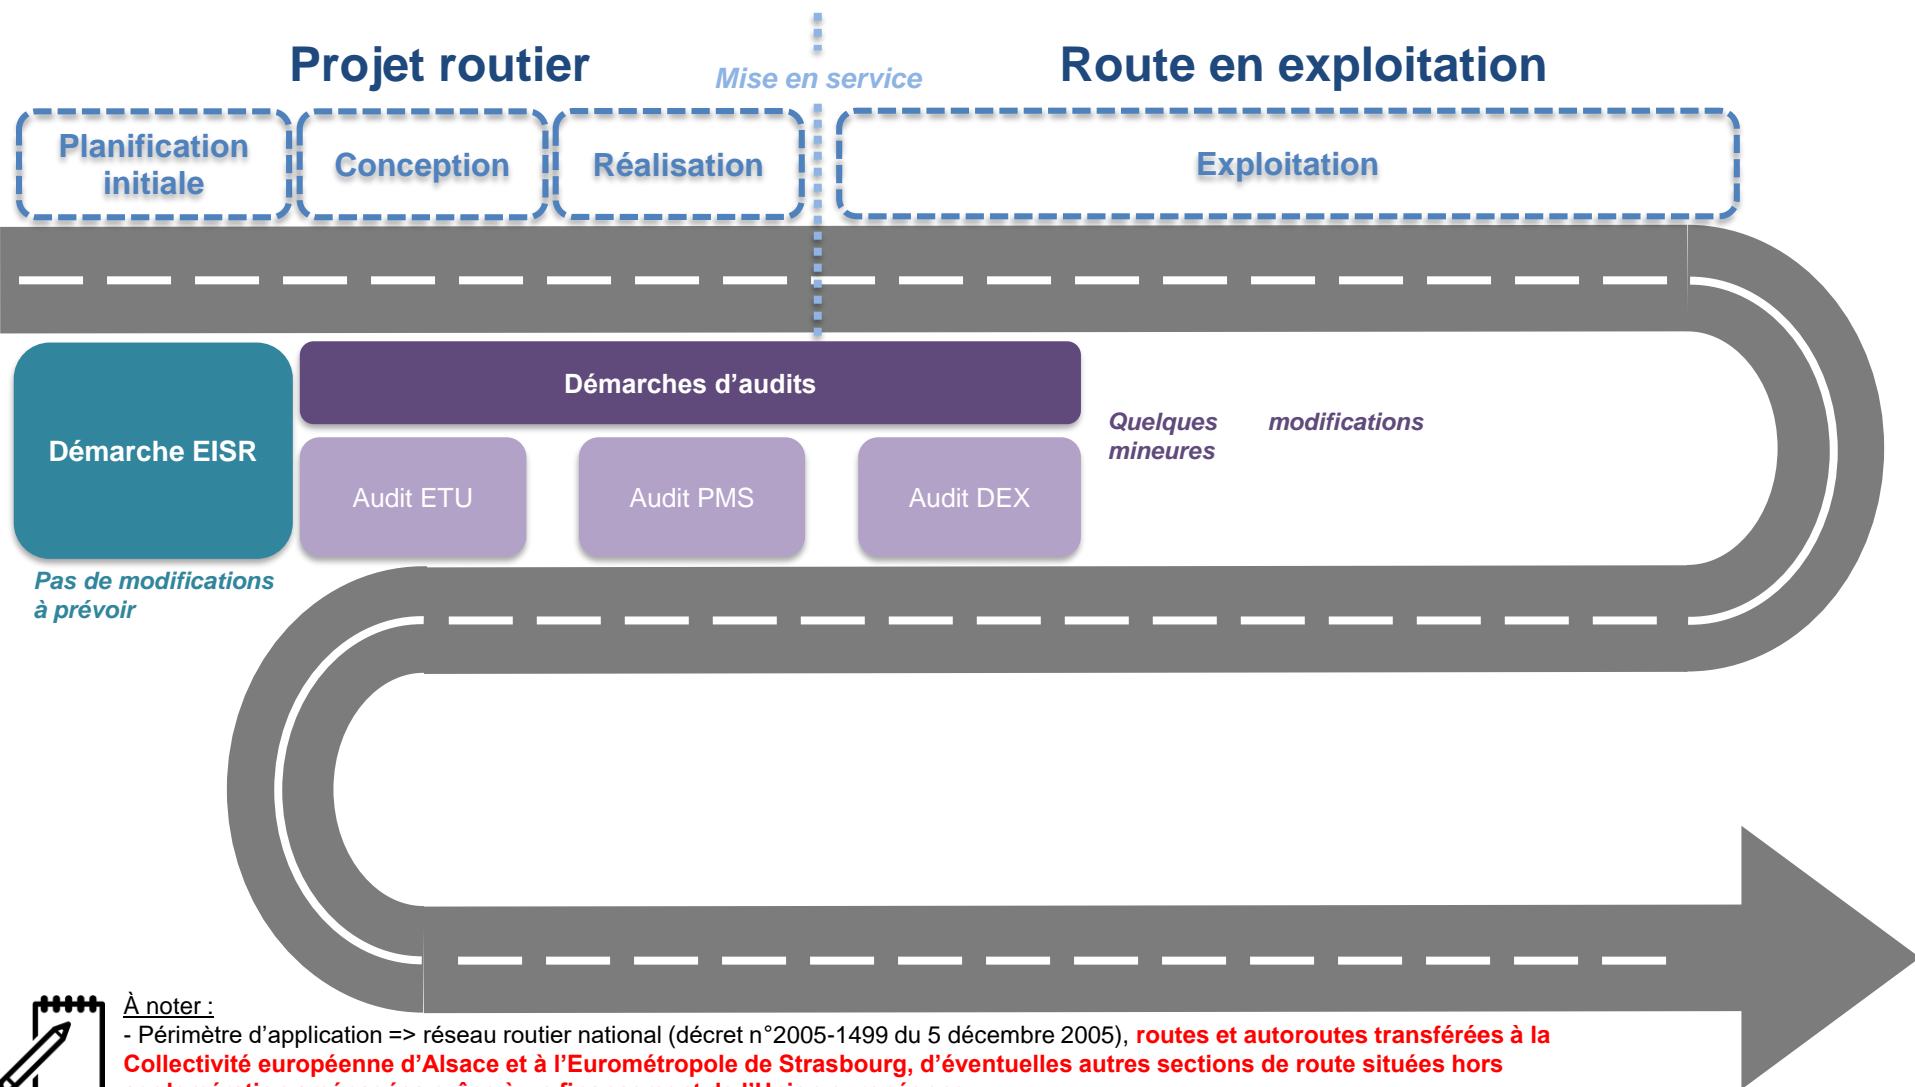 Projet routier
Mise en service
Route en exploitation
Planification
initiale
Conception
Réalisation
Exploitation
Démarche EISR
Démarches d'audits
Audit ETU
Audit PMS
Audit DEX
Quelques modifications
mineures
Pas de modifications
à prévoir
À noter :
- Périmètre d'application => réseau routier national (décret n°2005-1499 du 5 décembre 2005), routes et autoroutes transférées à la
Collectivité européenne d'Alsace et à l'Eurométropole de Strasbourg, d'éventuelles autres sections de route situées hors